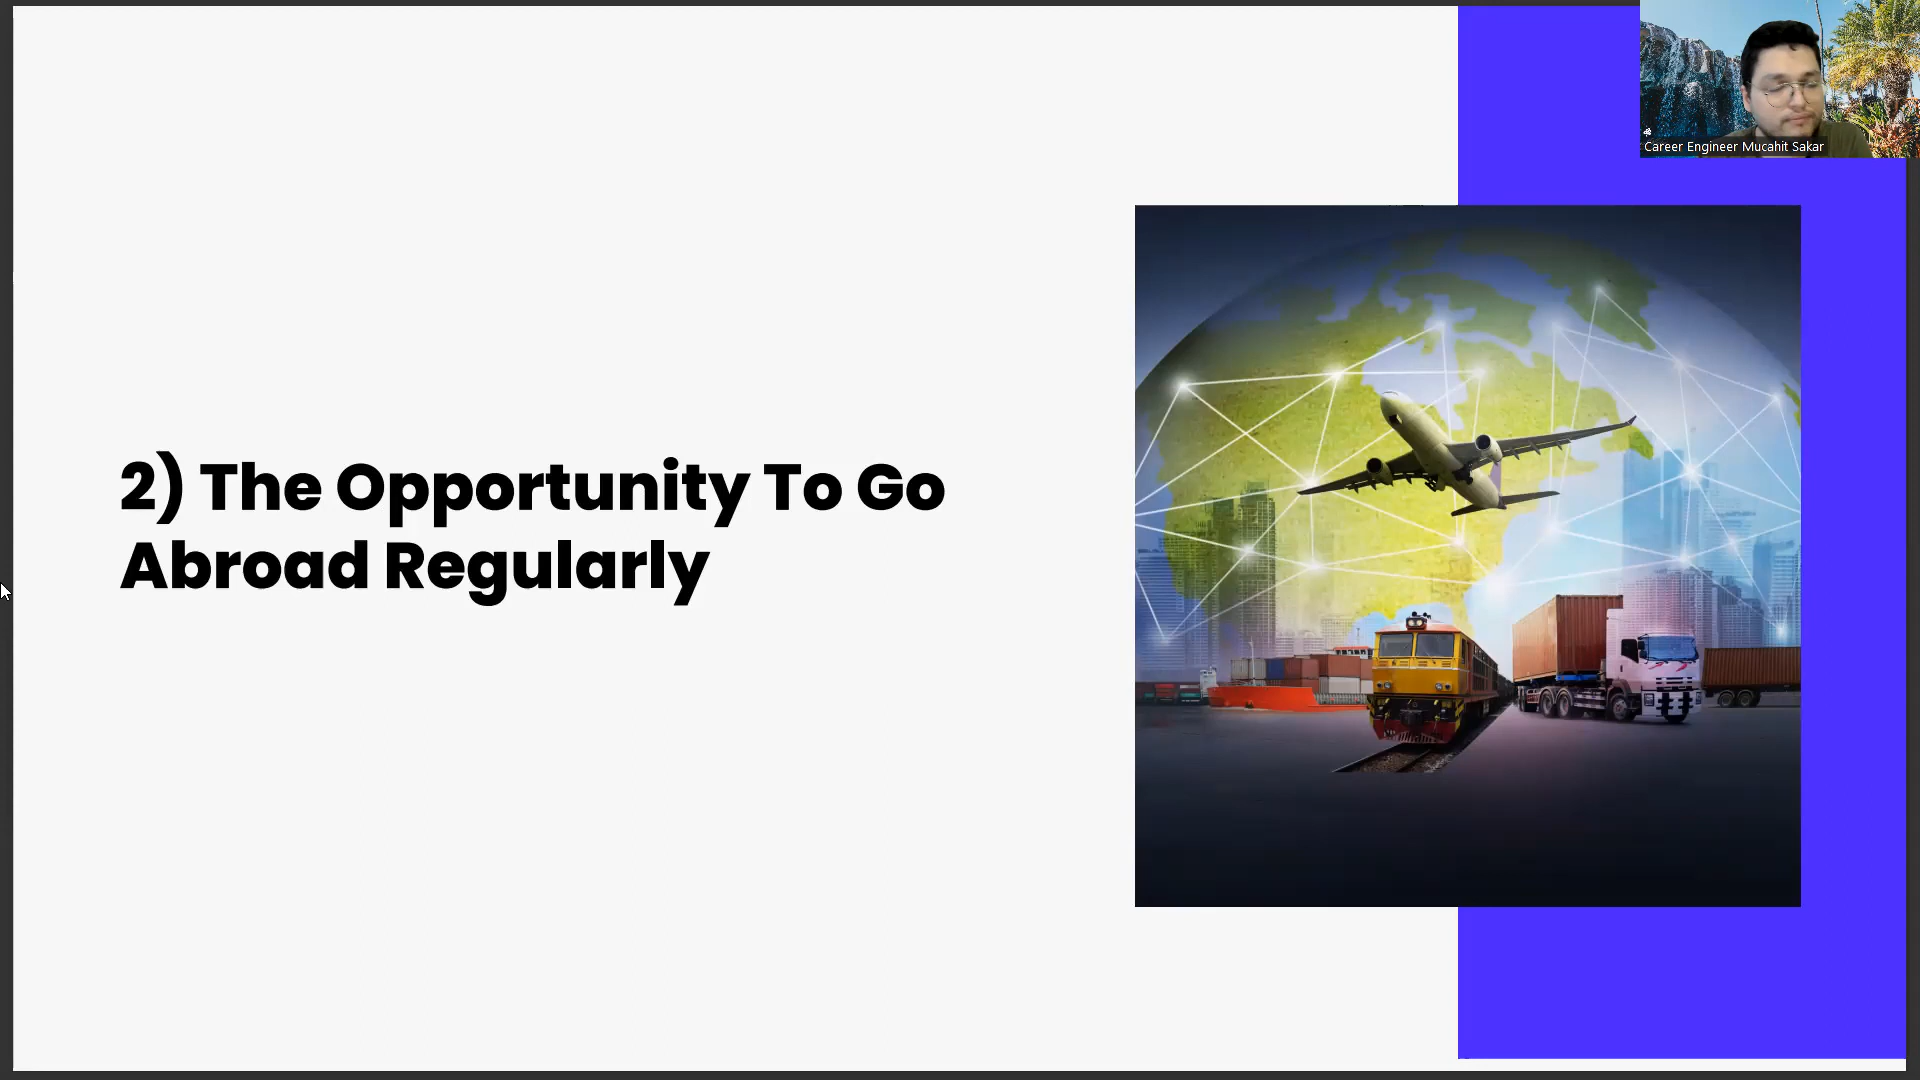 Career Engineer Mucahit Sakar
2) The Opportunity To Go
Abroad Regularly